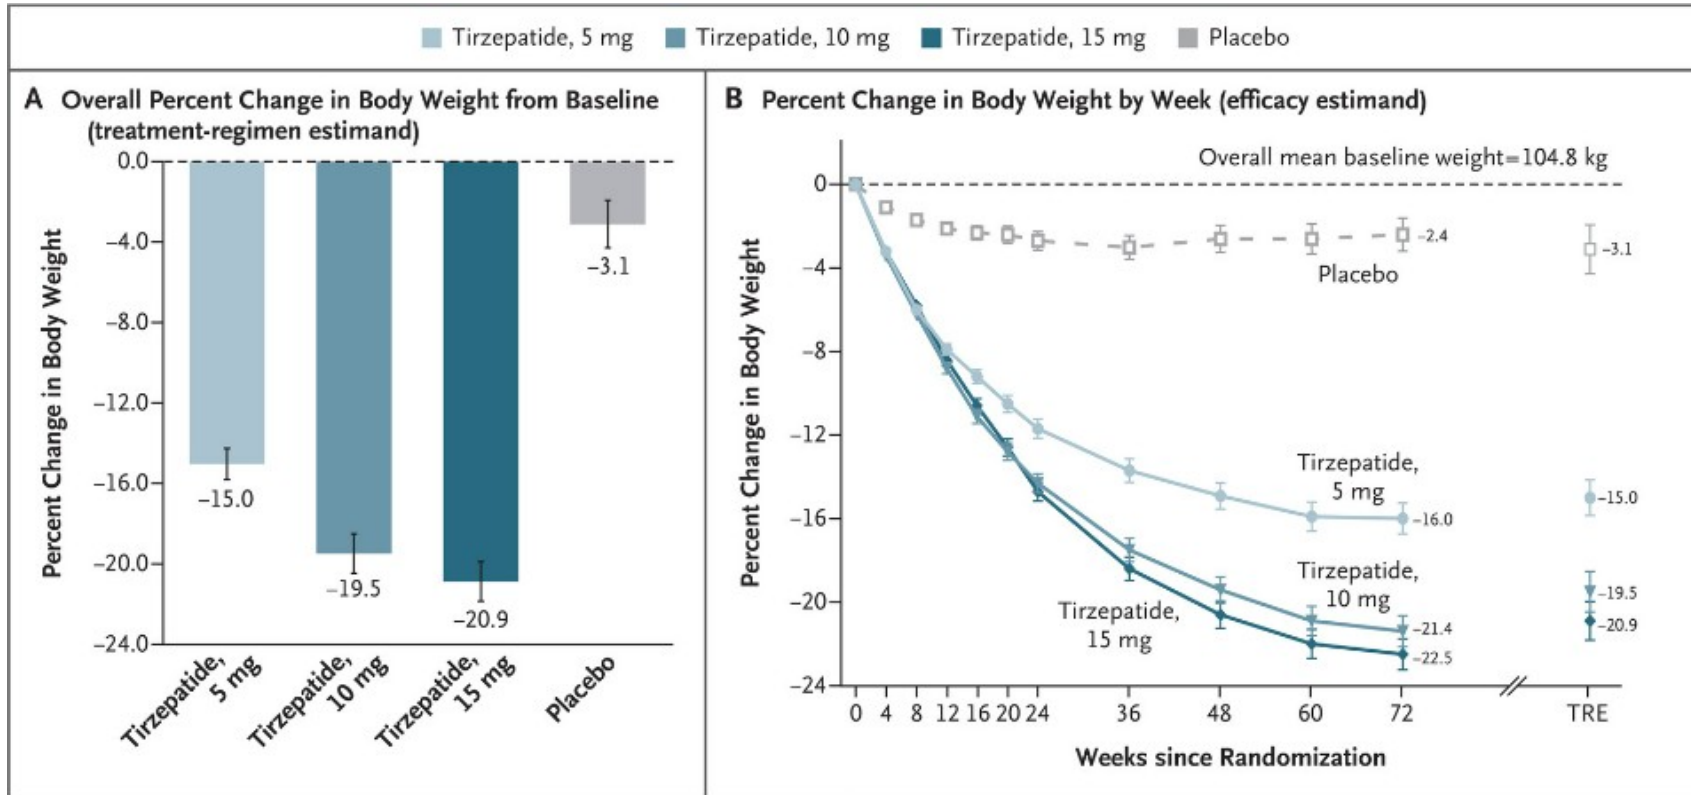 Tirzepatide, 5 mg
Tirzepatide, 10 mg
Tirzepatide, 15 mg
Placebo
A Overall Percent Change in Body Weight from Baseline
(treatment-regimen estimand)
Percent Change in Body Weight
0.0
−4.0
−8.0
−12.0
−16.0
−20.0
−24.0
−15.0
−19.5
−20.9
−3.1
Tirzepatide,
5 mg
Tirzepatide,
10 mg
Tirzepatide,
15 mg
Placebo
B Percent Change in Body Weight by Week (efficacy estimand)
Overall mean baseline weight=104.8 kg
Percent Change in Body Weight
0
−4
−8
−12
−16
−20
−24
−2.4
−3.1
Placebo
Tirzepatide,
5 mg
−15.0
−16.0
Tirzepatide,
10 mg
−19.5
Tirzepatide,
15 mg
−20.9
−21.4
−22.5
0 4 8 12 16 20 24 36 48 60 72 TRE
Weeks since Randomization